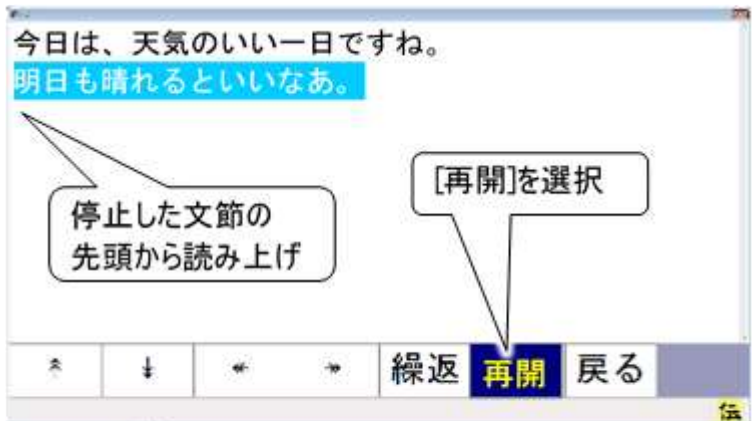 今日は、天気のいい一日ですね。
明日も晴れるといいなあ。
[再開]を選択
停止した文節の
先頭から読み上げ
繰返 再開 戻る
伝